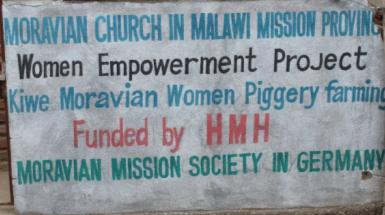 MORAVIAN CHURCH IN MALAWI MISSION PROVINC
Women Empowerment Project
Kiwe Moravian Women Piggery farming
Funded by HMH
MORAVIAN MISSION SOCIETY IN GERMANY